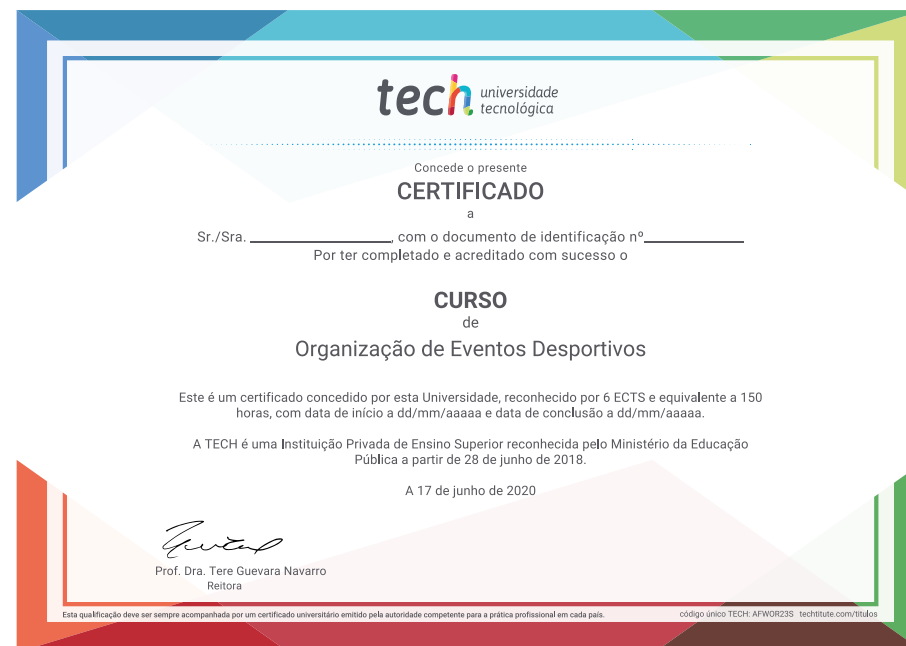 tech universidade
tecnológica
Concede o presente
CERTIFICADO
a
Sr./Sra. ____________________, com o documento de identificação nº______________
Por ter completado e acreditado com sucesso o
CURSO
de
Organização de Eventos Desportivos
Este é um certificado concedido por esta Universidade, reconhecido por 6 ECTS e equivalente a 150
horas, com data de início a dd/mm/aaaaa e data de conclusão a dd/mm/aaaaa.
A TECH é uma Instituição Privada de Ensino Superior reconhecida pelo Ministério da Educação
Pública a partir de 28 de junho de 2018.
A 17 de junho de 2020
Prof. Dra. Tere Guevara Navarro
Reitora
Esta qualificação deve ser sempre acompanhada por um certificado universitário emitido pela autoridade competente para a prática profissional em cada país.
código único TECH: AFWOR23S techtitute.com/titulos